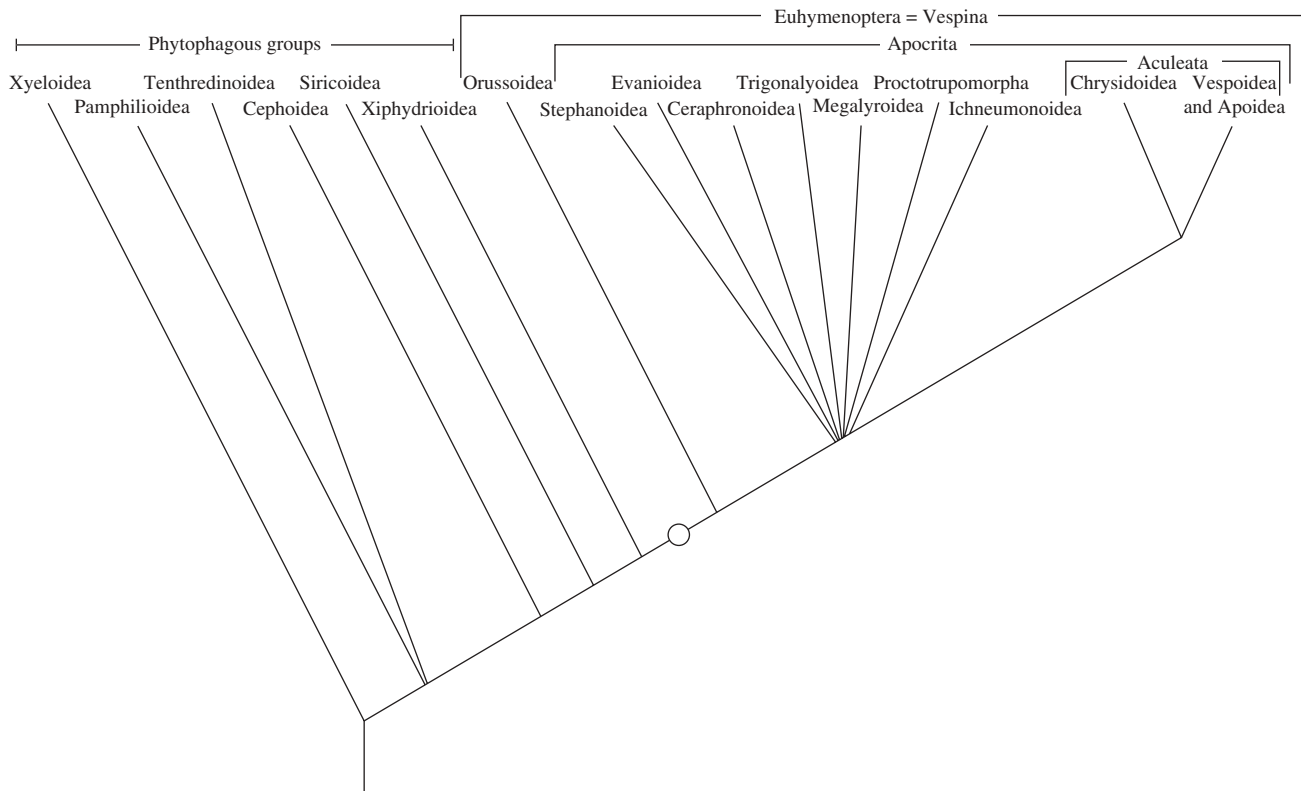 Euhymenoptera = Vespina
Phytophagous groups
Apocrita
Aculeata
Xyeloidea
Tenthredinoidea
Siricoidea
Orussoidea
Evanioidea
Trigonalyoidea
Proctotrupomorpha
Chrysidoidea
Vespoidea
and Apoidea
Pamphilioidea
Cephoidea
Xiphydrioidea
Stephanoidea
Ceraphronoidea
Megalyroidea
Ichneumonoidea